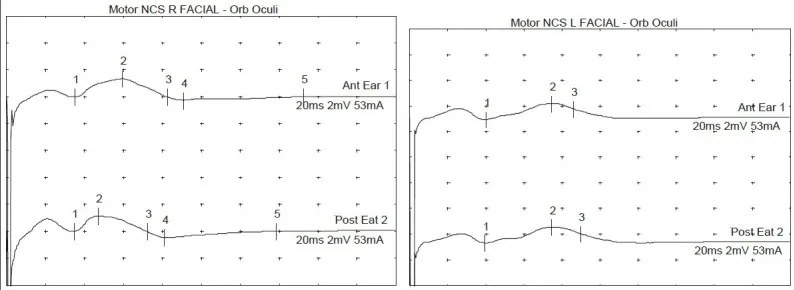 Motor NCS R FACIAL - Orb Oculi
1
2
3
4
5
Ant Ear 1
20ms 2mV 53mA
1
2
3
4
5
Post Eat 2
20ms 2mV 53mA
Motor NCS L FACIAL - Orb Oculi
1
2
3
Ant Ear 1
20ms 2mV 53mA
1
2
3
Post Eat 2
20ms 2mV 53mA